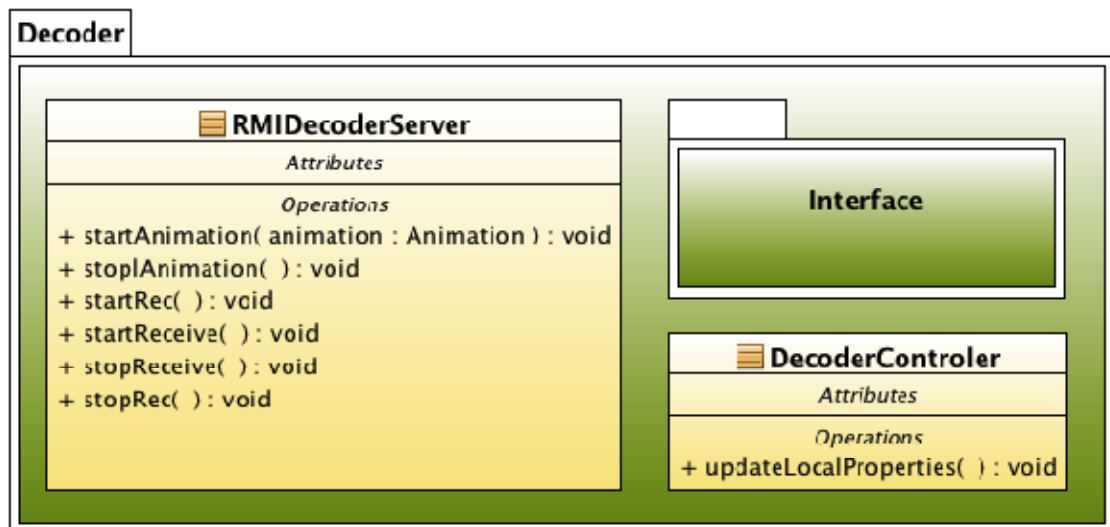 Decoder
RMIDecoderServer
Attributes
Operations
+ startAnimation( animation : Animation ) : void
+ stoplAnimation( ) : void
+ startRec( ) : void
+ startReceive( ) : void
+ stopReceive( ) : void
+ stopRec( ) : void
Interface
DecoderControler
Attributes
Operations
+ updateLocalProperties( ) : void